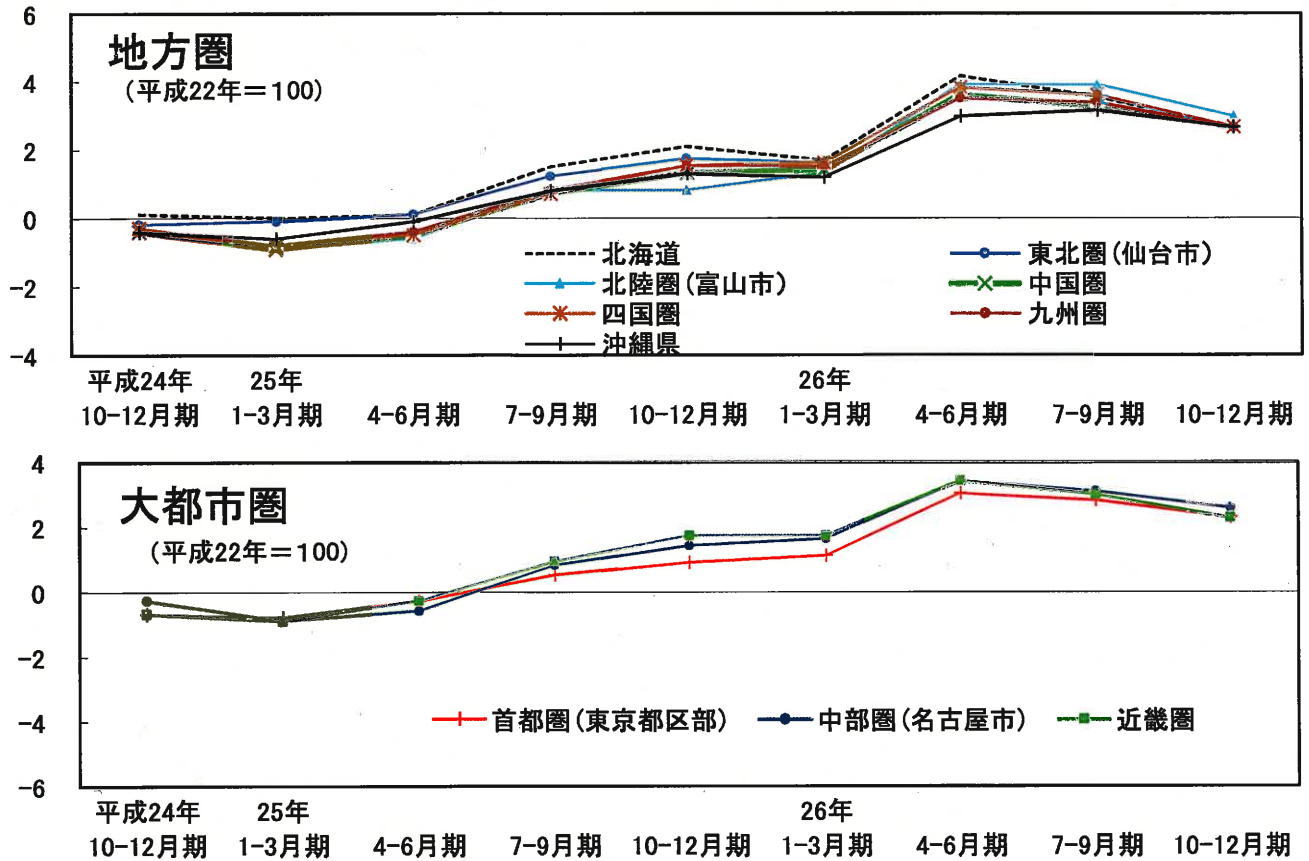 6
4
2
0
-2
-4
地方圏
(平成22年=100)
北海道
東北圏(仙台市)
北陸圏(富山市)
中国圏
四国圏
九州圏
沖縄県
平成24年 25年 26年
10-12月期 1-3月期 4-6月期 7-9月期 10-12月期 1-3月期 4-6月期 7-9月期 10-12月期
4
2
0
-2
-4
-6
大都市圏
(平成22年=100)
首都圏(東京都区部) 中部圏(名古屋市) 近畿圏
平成24年 25年 26年
10-12月期 1-3月期 4-6月期 7-9月期 10-12月期 1-3月期 4-6月期 7-9月期 10-12月期